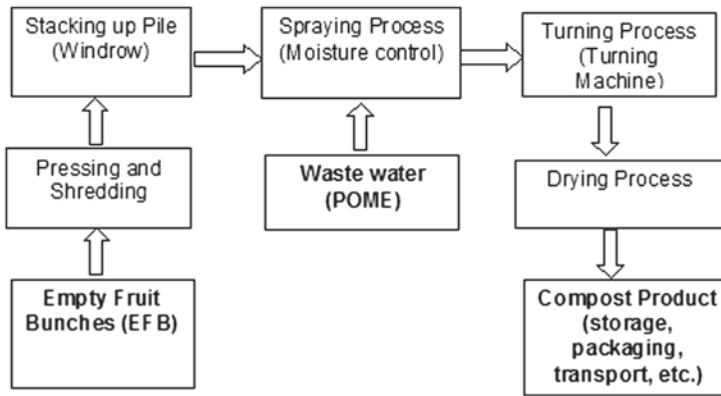 Stacking up Pile
(Windrow)
Spraying Process
(Moisture control)
Turning Process
(Turning
Machine)
Pressing and
Shredding
Waste water
(POME)
Drying Process
Empty Fruit
Bunches (EFB)
Compost Product
(storage,
packaging,
transport, etc.)